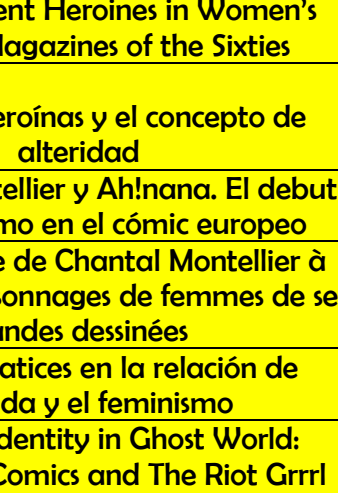 ent Heroines in Women's
Magazines of the Sixties
eroínas y el concepto de
alteridad
tellier y Ah!nana. El debut
mo en el cómic europeo
e de Chantal Montellier à
sonnages de femmes de se
andes dessinées
atices en la relación de
da y el feminismo
dentity in Ghost World:
Comics and The Riot Grrrl